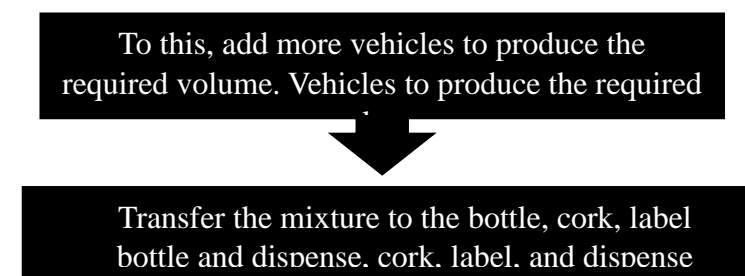 To this, add more vehicles to produce the
required volume. Vehicles to produce the required
Transfer the mixture to the bottle, cork, label
bottle and dispense, cork, label, and dispense